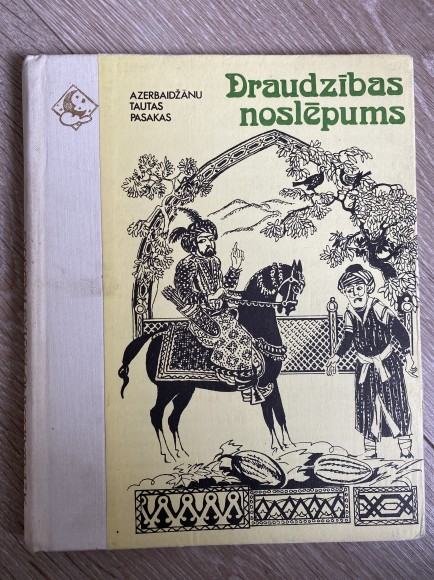 AZERBAIDŽĀNU
TAUTAS
PASAKAS
Draudzības
noslēpums